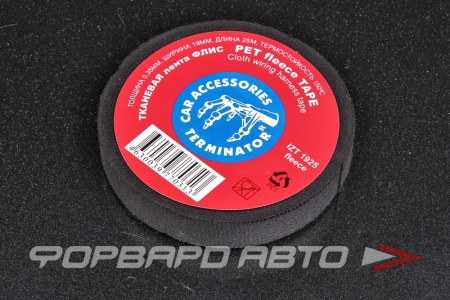 ТОЛЩИНА 0.35ММ, ШИРИНА 19ММ, ДЛИНА 25М, ТЕРМОСТОЙКОСТЬ 150°С
ТКАНЕВАЯ лента ФЛИС
PET fleece TAPE
Cloth wiring harness tape
CAR ACCESSORIES
TERMINATOR®
IZT 1925
fleece
ФОРВАРД АВТО